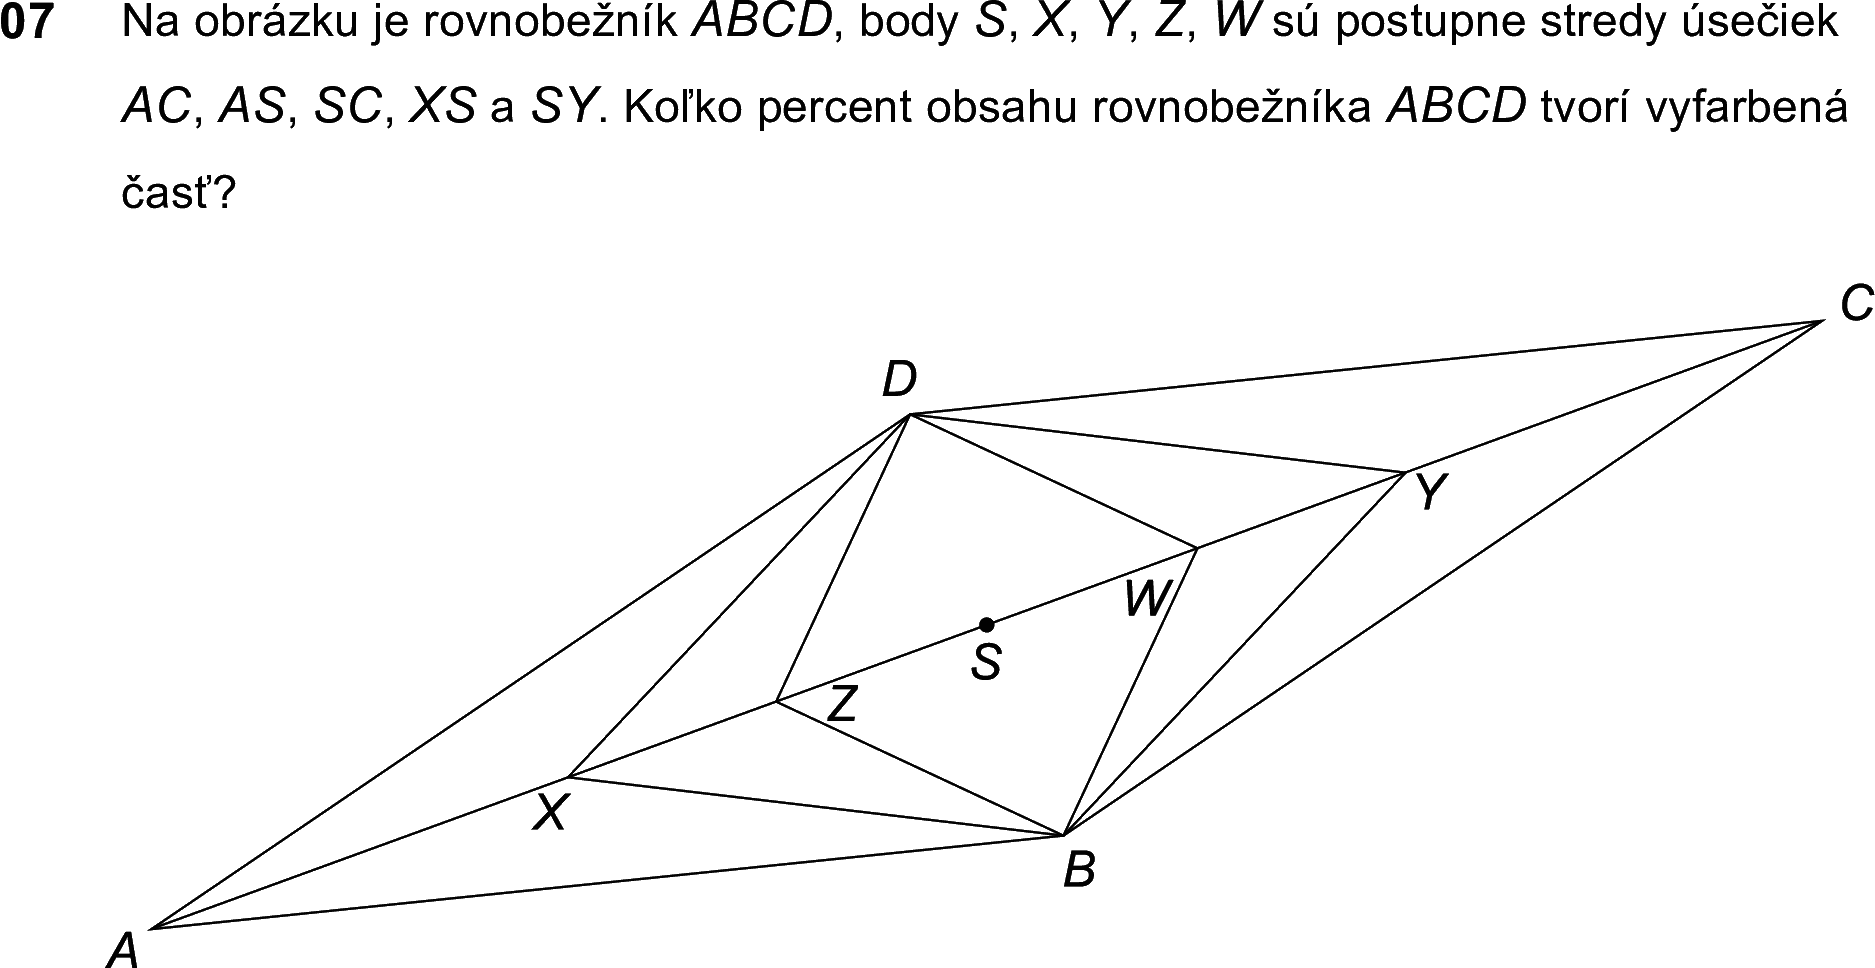 07 Na obrázku je rovnobežník ABCD, body S, X, Y, Z, W sú postupne stredy úsečiek
AC, AS, SC, XS a SY. Koľko percent obsahu rovnobežníka ABCD tvorí vyfarbená
časť?
C
D
Y
W
S
Z
X
B
A